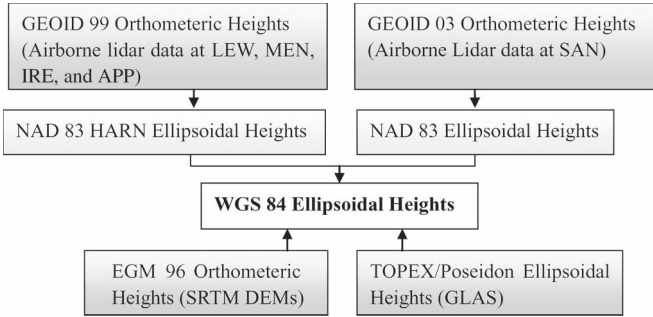 GEOID 99 Orthometeric Heights
(Airborne lidar data at LEW, MEN,
IRE, and APP)
GEOID 03 Orthometeric Heights
(Airborne Lidar data at SAN)
NAD 83 HARN Ellipsoidal Heights
NAD 83 Ellipsoidal Heights
WGS 84 Ellipsoidal Heights
EGM 96 Orthometeric
Heights (SRTM DEMs)
TOPEX/Poseidon Ellipsoidal
Heights (GLAS)